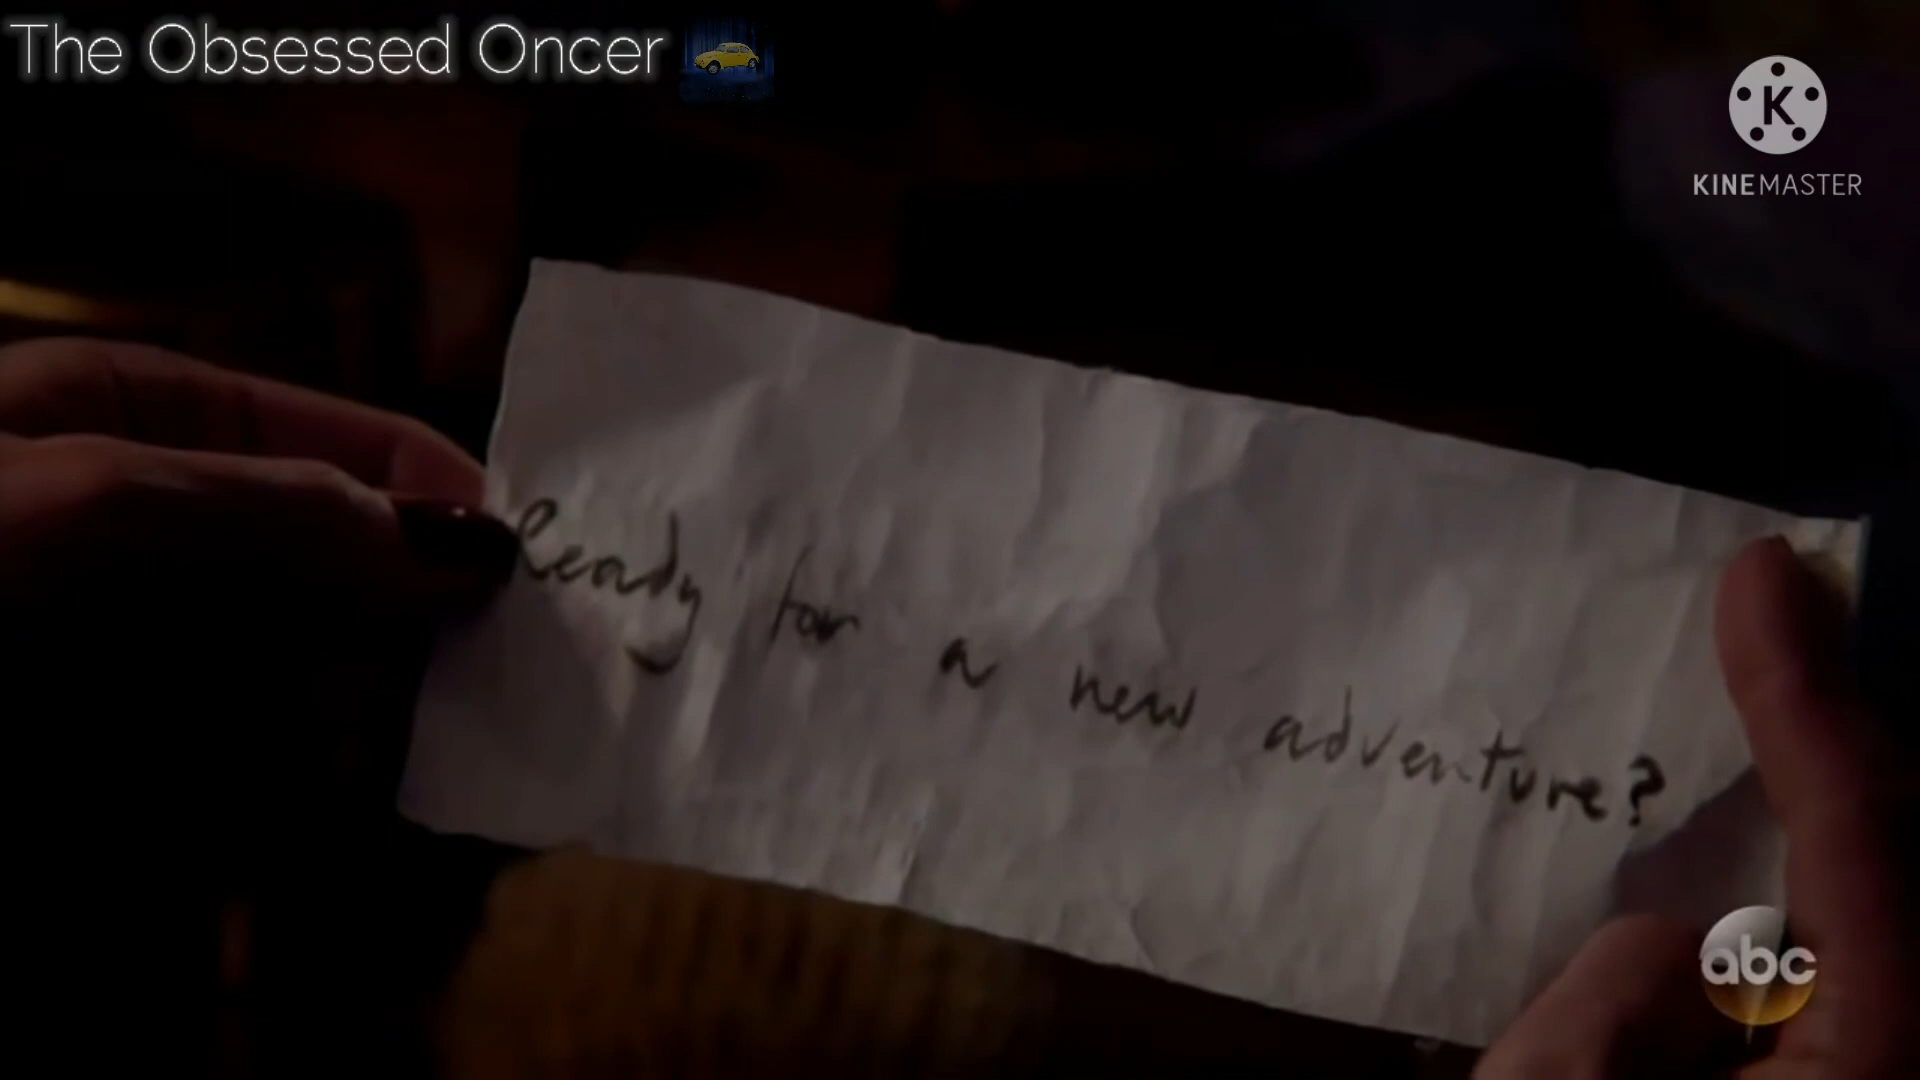 The Obsessed Oncer
K
KINEMASTER
Ready for a new adventure?
abc